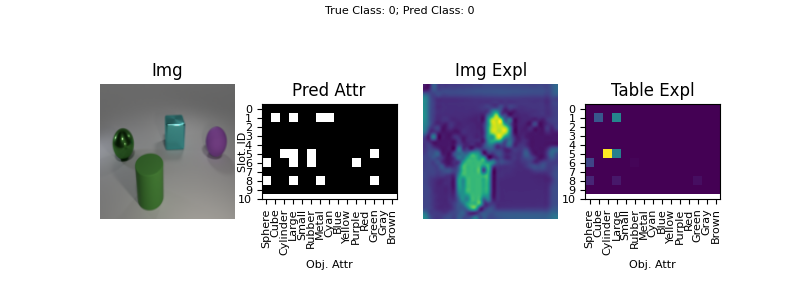 True Class: 0; Pred Class: 0
Img
Pred Attr
Img Expl
Table Expl
Slot. ID
0
1
2
3
4
5
6
7
8
9
10
Sphere
Cube
Cylinder
Large
Small
Rubber
Metal
Cyan
Blue
Yellow
Purple
Red
Green
Gray
Brown
Obj. Attr
0
1
2
3
4
5
6
7
8
9
10
Sphere
Cube
Cylinder
Large
Small
Rubber
Metal
Cyan
Blue
Yellow
Purple
Red
Green
Gray
Brown
Obj. Attr